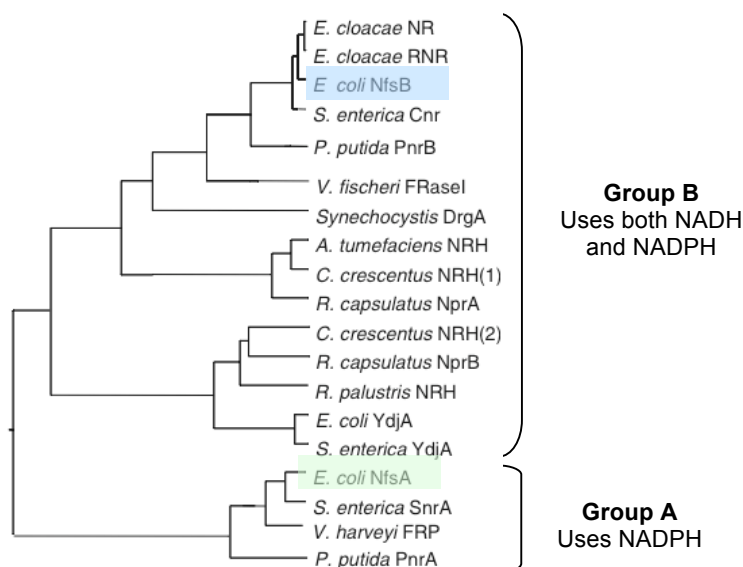 E. cloacae NR
E. cloacae RNR
E coli NfsB
S. enterica Cnr
P. putida PnrB
V. fischeri FRaseI
Synechocystis DrgA
A. tumefaciens NRH
C. crescentus NRH(1)
R. capsulatus NprA
C. crescentus NRH(2)
R. capsulatus NprB
R. palustris NRH
E. coli YdjA
S. enterica YdjA
E. coli NfsA
S. enterica SnrA
V. harveyi FRP
P. putida PnrA
Group B
Uses both NADH
and NADPH
Group A
Uses NADPH